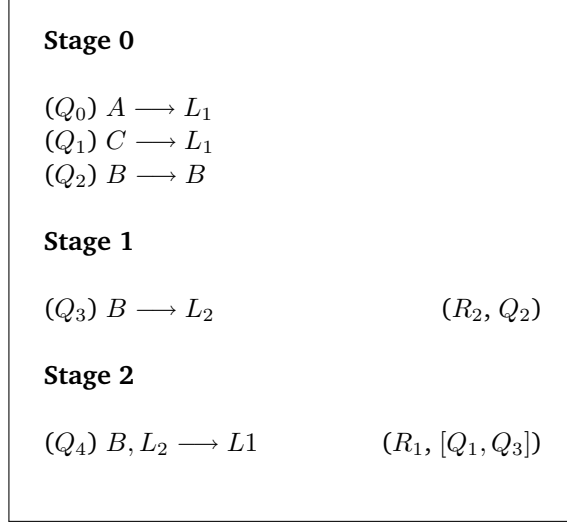 Stage 0
(Q₀) A ⟶ L₁
(Q₁) C ⟶ L₁
(Q₂) B ⟶ B
Stage 1
(Q₃) B ⟶ L₂ (R₂, Q₂)
Stage 2
(Q₄) B, L₂ ⟶ L1 (R₁, [Q₁, Q₃])